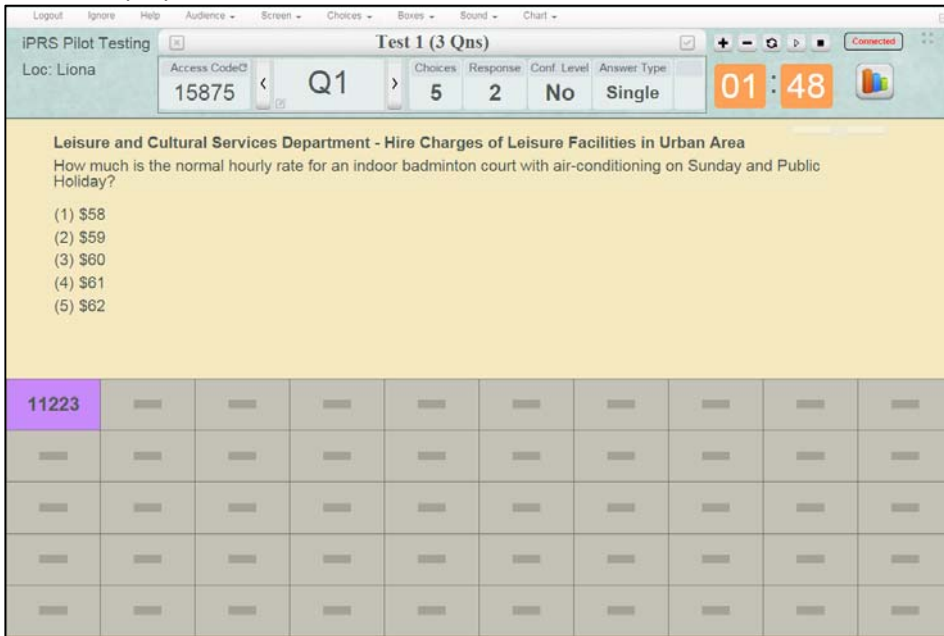 Logout Ignore Help Audience Screen Choices Boxes Sound Chart
iPRS Pilot Testing Test 1 (3 Qns) Connected
Loc: Liona
Access Code Choices Response Conf. Level Answer Type
15875 Q1 5 2 No Single 01 : 48
Leisure and Cultural Services Department - Hire Charges of Leisure Facilities in Urban Area
How much is the normal hourly rate for an indoor badminton court with air-conditioning on Sunday and Public
Holiday?
(1) $58
(2) $59
(3) $60
(4) $61
(5) $62
11223